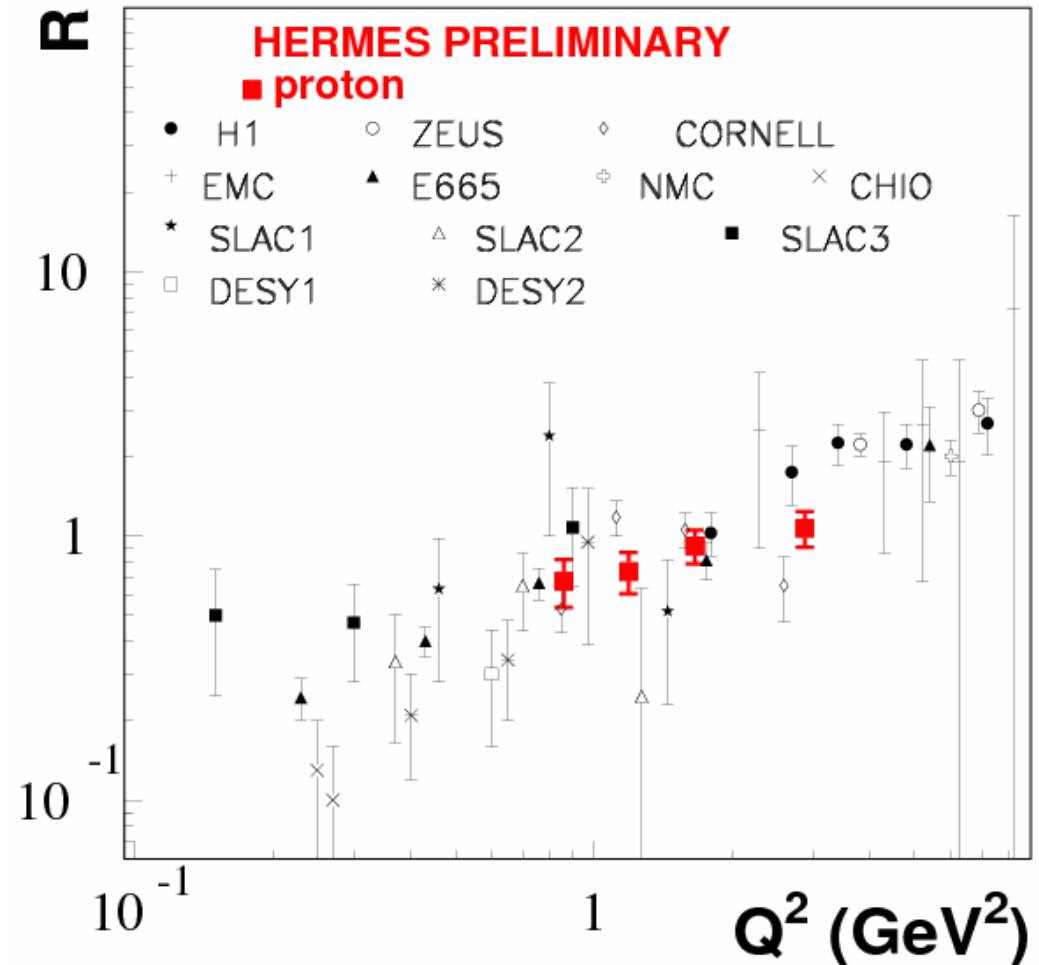 R
HERMES PRELIMINARY
proton
H1 ZEUS CORNELL
EMC E665 NMC CHIO
SLAC1 SLAC2 SLAC3
DESY1 DESY2
10
1
10 -1
10 -1 1
Q² (GeV²)